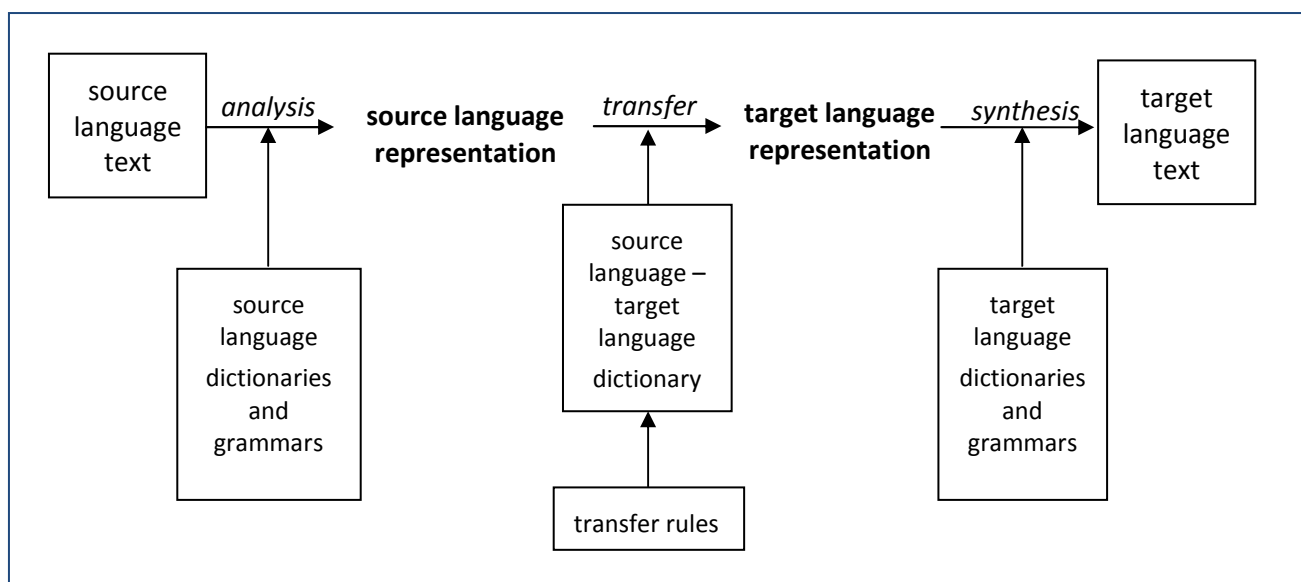 source
language
text
analysis
source language
representation
transfer
target language
representation
synthesis
target
language
text
source
language
dictionaries
and
grammars
source
language –
target
language
dictionary
target
language
dictionaries
and
grammars
transfer rules